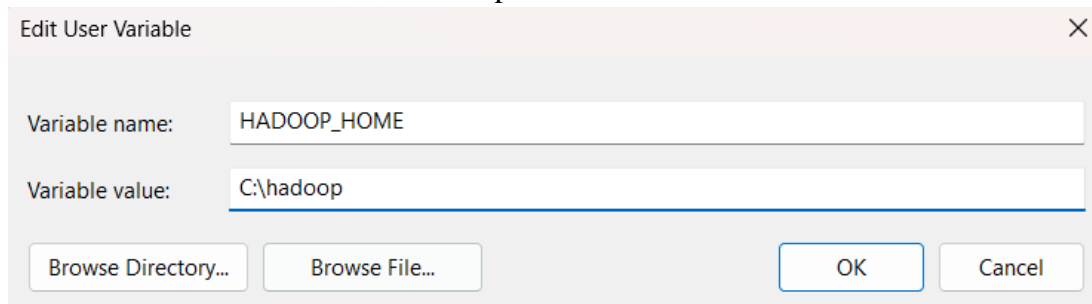 Edit User Variable
Variable name: HADOOP_HOME
Variable value: C:\hadoop
Browse Directory... Browse File... OK Cancel